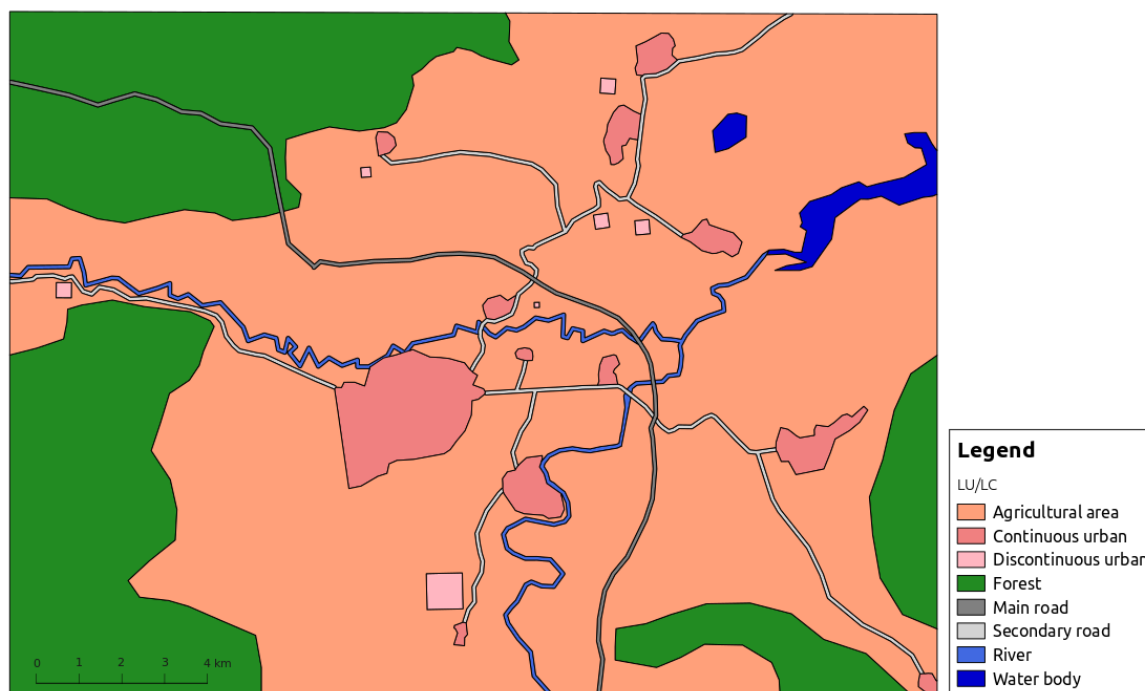 Legend
LU/LC
Agricultural area
Continuous urban
Discontinuous urban
Forest
Main road
Secondary road
River
Water body
0 1 2 3 4 km